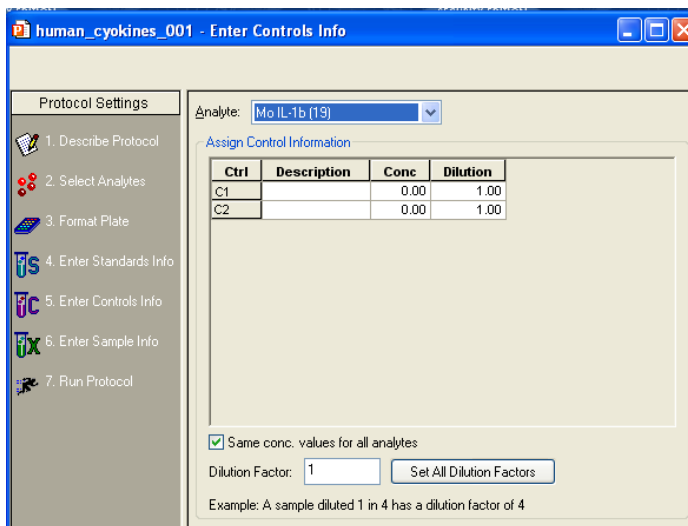 human_cyokines_001 - Enter Controls Info
Protocol Settings
1. Describe Protocol
2. Select Analytes
3. Format Plate
4. Enter Standards Info
5. Enter Controls Info
6. Enter Sample Info
7. Run Protocol
Analyte: Mo IL-1b (19)
Assign Control Information
Ctrl Description Conc Dilution
C1 0.00 1.00
C2 0.00 1.00
Same conc. values for all analytes
Dilution Factor: 1 Set All Dilution Factors
Example: A sample diluted 1 in 4 has a dilution factor of 4